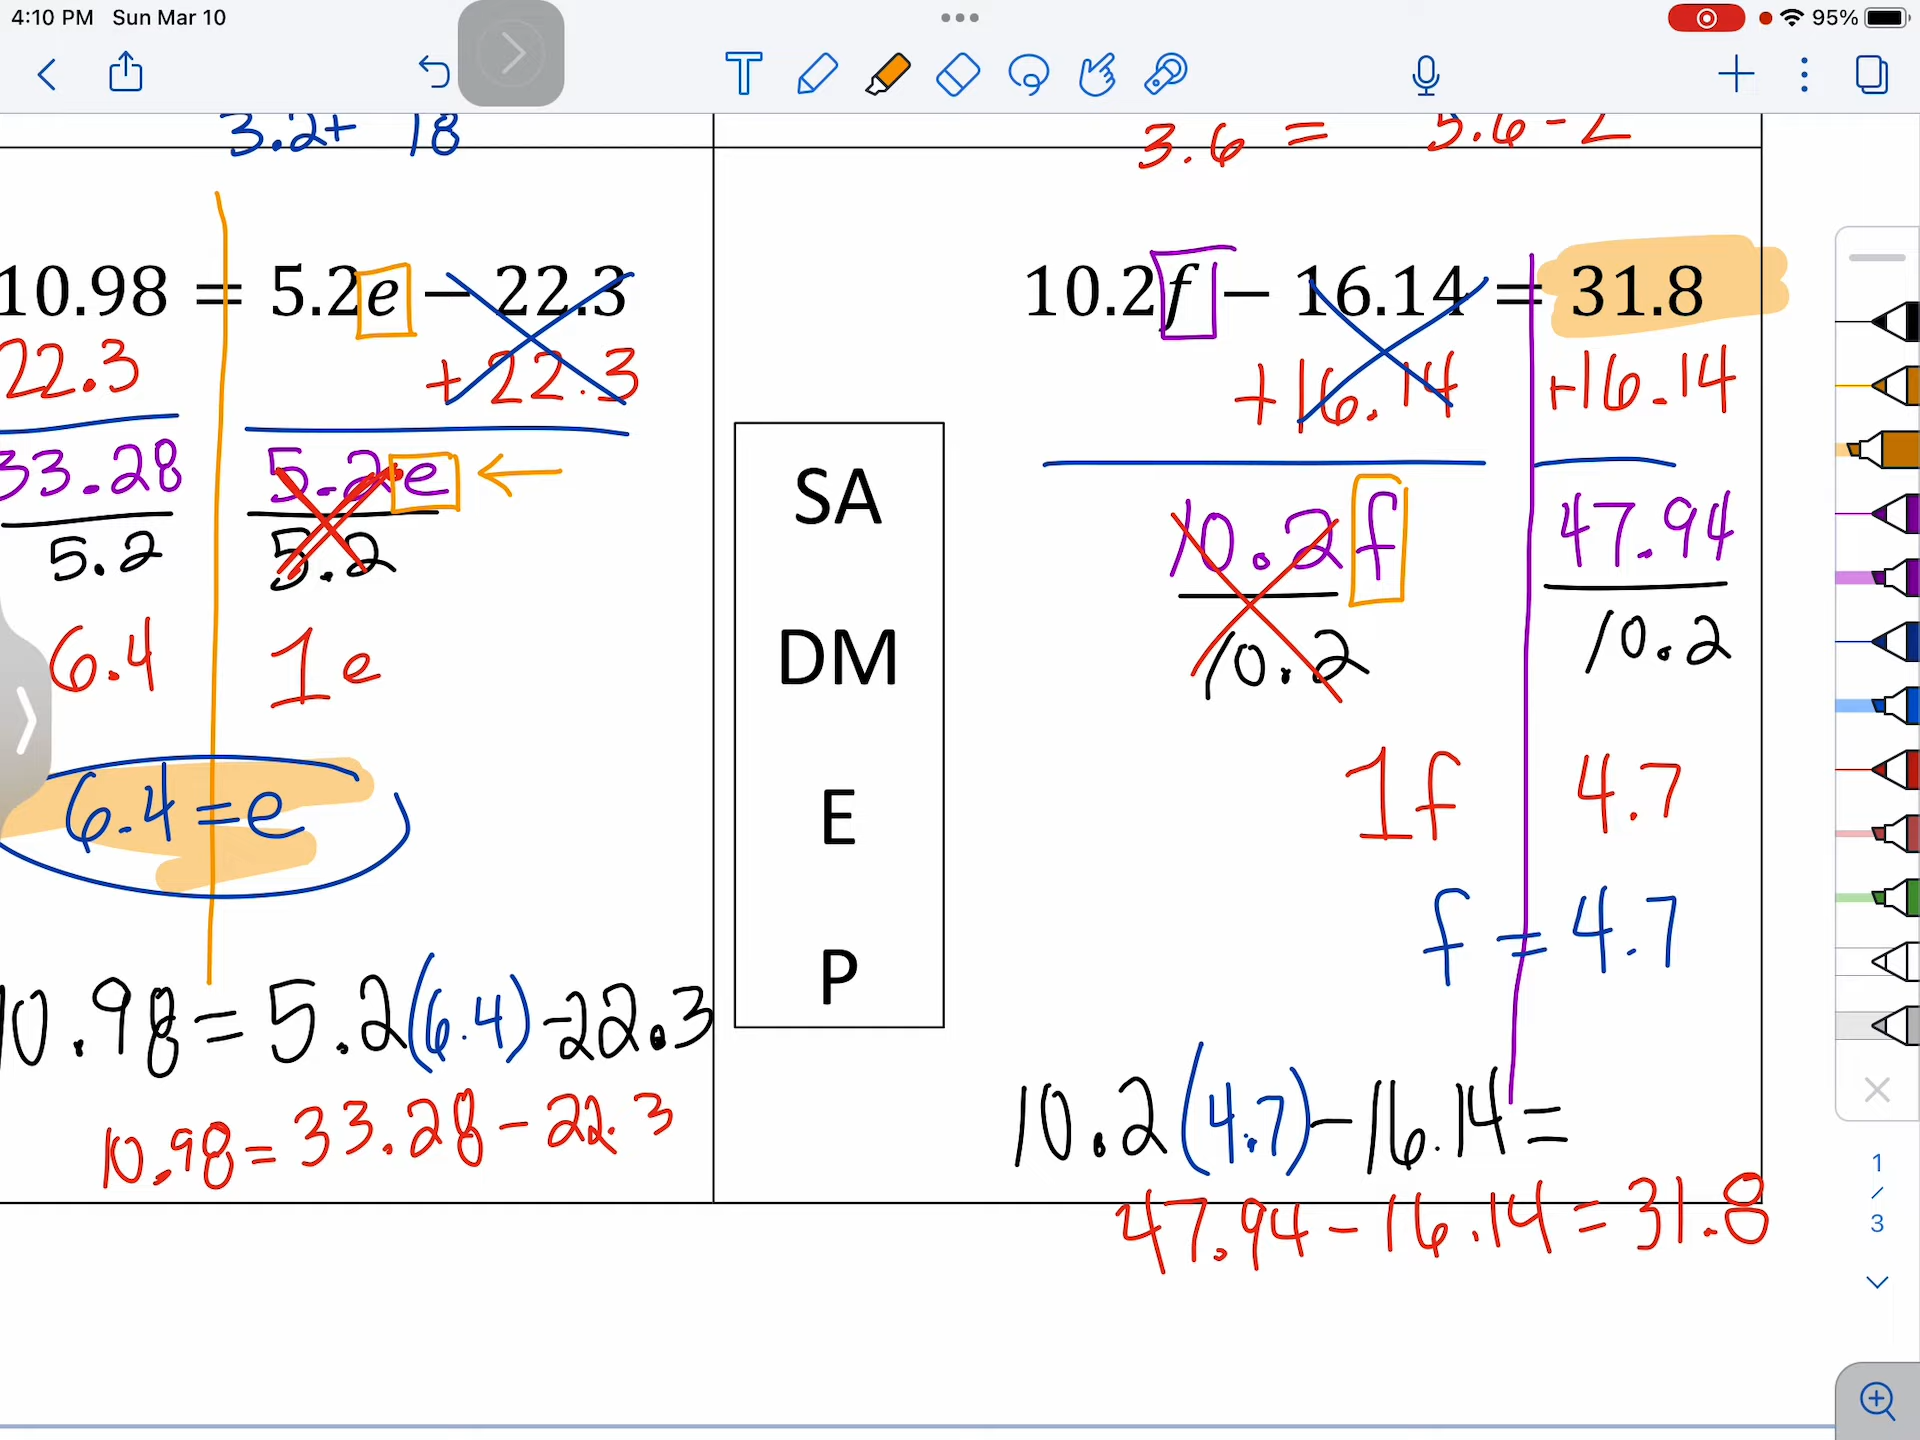 4:10 PM Sun Mar 10
95%
T
3.2+ 18
10.98 = 5.2e − 22.3
22.3 +22.3
33.28 5.2e ←
5.2 5.2
6.4 1e
6.4 = e
10.98 = 5.2(6.4) - 22.3
10.98 = 33.28 - 22.3
SA
DM
E
P
3.6 = 5.6 - 2
10.2f − 16.14 = 31.8
+16.14 +16.14
10.2f 47.94
10.2 10.2
1f 4.7
f = 4.7
10.2(4.7) - 16.14 =
47.94 - 16.14 = 31.8
1
/
3